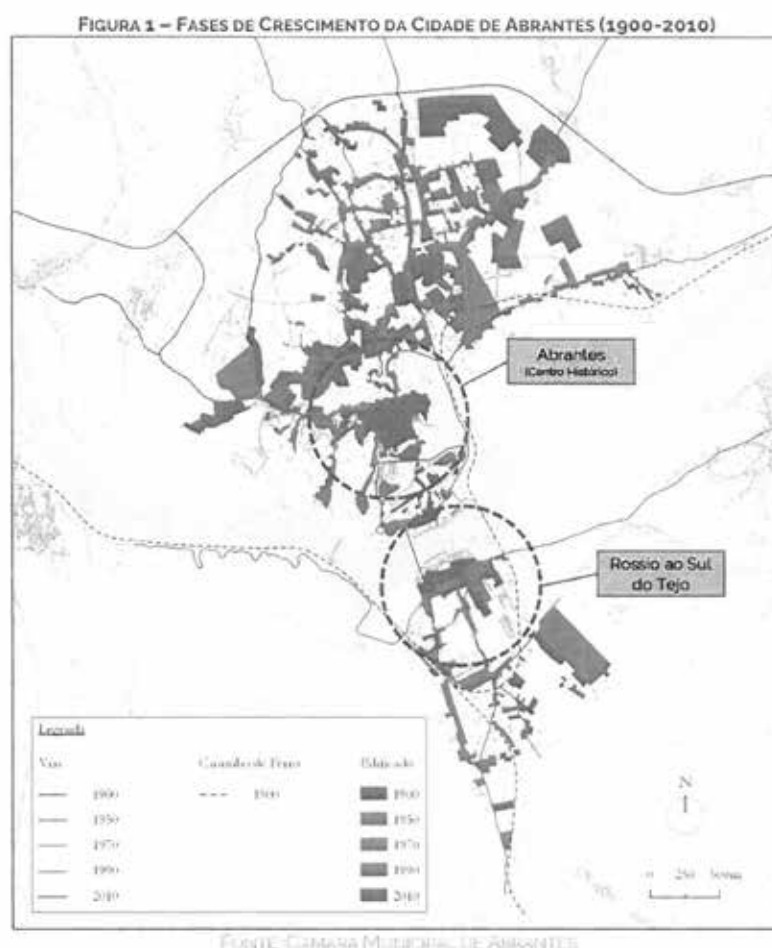 FIGURA 1 – FASES DE CRESCIMENTO DA CIDADE DE ABRANTES (1900-2010)
Abrantes
(Centro Histórico)
Rossio ao Sul
do Tejo
Legenda
Vias
1900
1950
1970
1990
2010
Caminho de Ferro
1900
Edificado
1900
1950
1970
1990
2010
N
0 250 500m
FONTE: CÂMARA MUNICIPAL DE ABRANTES